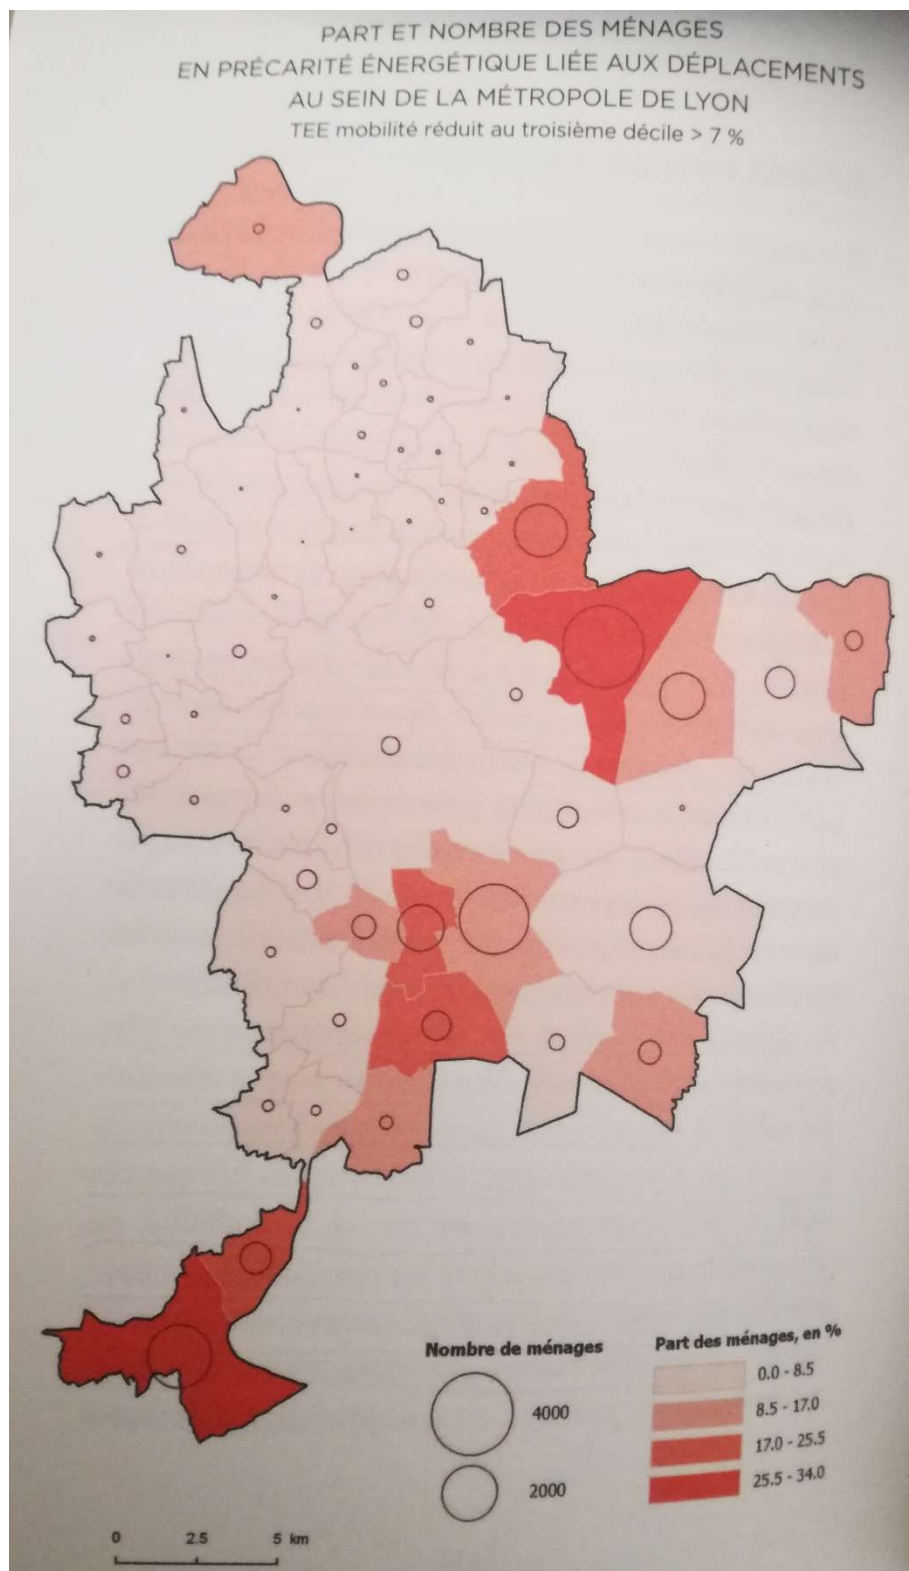 PART ET NOMBRE DES MÉNAGES
EN PRÉCARITÉ ÉNERGÉTIQUE LIÉE AUX DÉPLACEMENTS
AU SEIN DE LA MÉTROPOLE DE LYON
TEE mobilité réduit au troisième décile > 7 %
Nombre de ménages
4000
2000
Part des ménages, en %
0.0 - 8.5
8.5 - 17.0
17.0 - 25.5
25.5 - 34.0
0 2.5 5 km